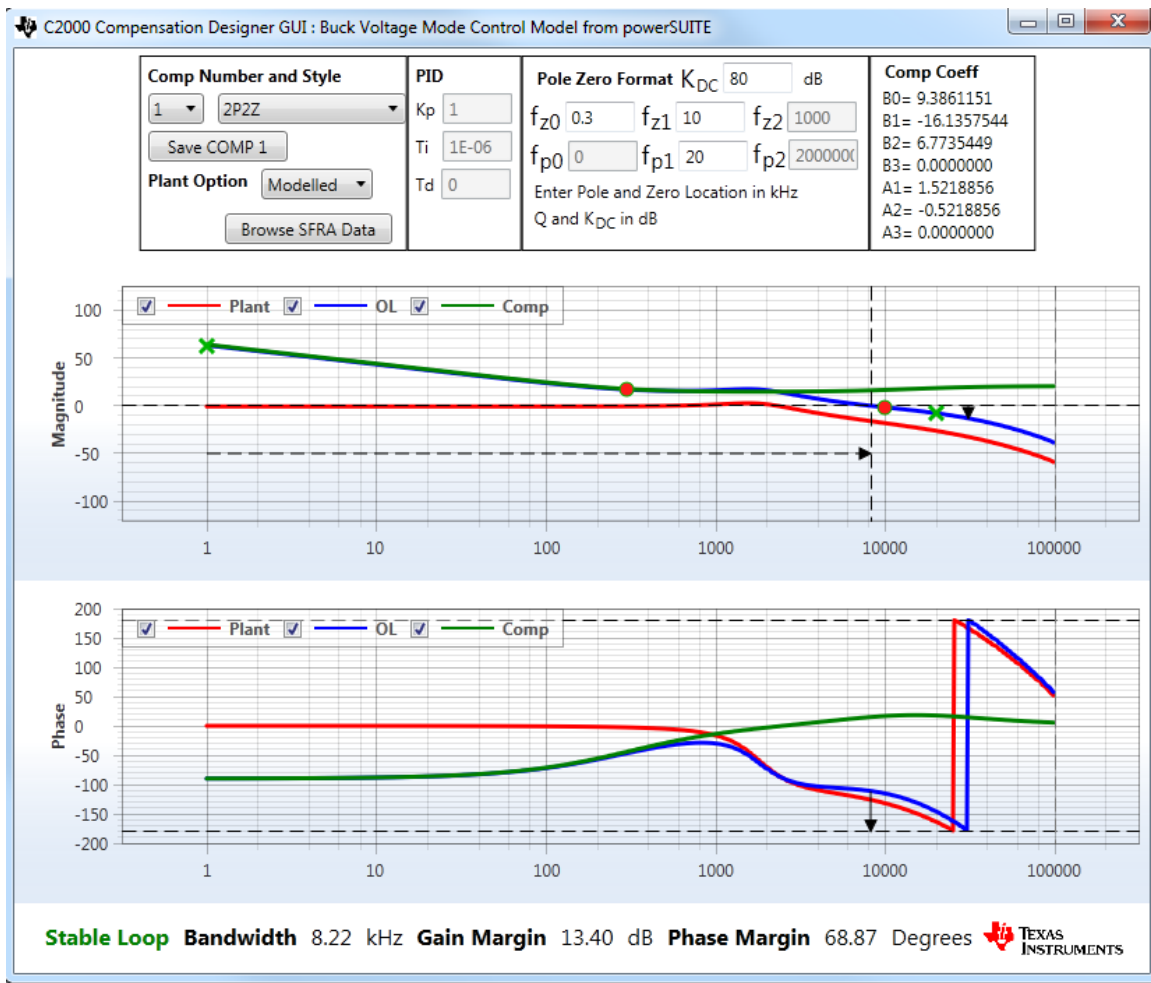 C2000 Compensation Designer GUI : Buck Voltage Mode Control Model from powerSUITE
Comp Number and Style
1 2P2Z
Save COMP 1
Plant Option Modelled
Browse SFRA Data
PID
Kp 1
Ti 1E-06
Td 0
Pole Zero Format KDC 80 dB
fz0 0.3 fz1 10 fz2 1000
fp0 0 fp1 20 fp2 2000000
Enter Pole and Zero Location in kHz
Q and KDC in dB
Comp Coeff
B0= 9.3861151
B1= -16.1357544
B2= 6.7735449
B3= 0.0000000
A1= 1.5218856
A2= -0.5218856
A3= 0.0000000
Plant OL Comp
Magnitude
100
50
0
-50
-100
1 10 100 1000 10000 100000
Plant OL Comp
Phase
200
150
100
50
0
-50
-100
-150
-200
1 10 100 1000 10000 100000
Stable Loop Bandwidth 8.22 kHz Gain Margin 13.40 dB Phase Margin 68.87 Degrees
TEXAS
INSTRUMENTS